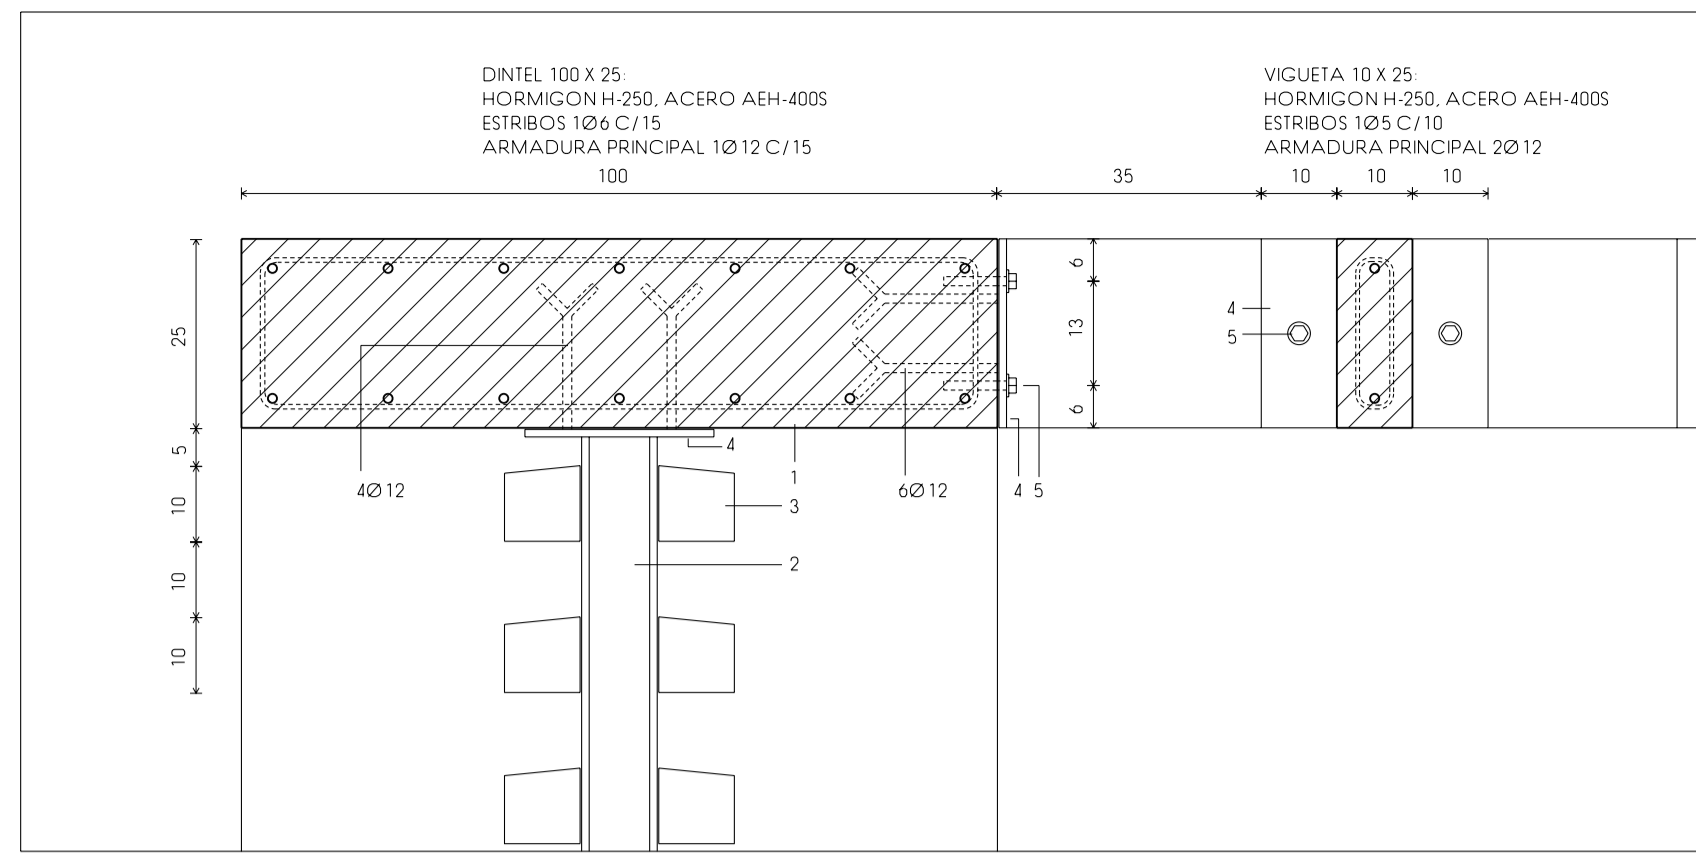 DINTEL 100 X 25:
HORMIGON H-250, ACERO AEH-400S
ESTRIBOS 1Ø6 C/15
ARMADURA PRINCIPAL 1Ø12 C/15
VIGUETA 10 X 25:
HORMIGON H-250, ACERO AEH-400S
ESTRIBOS 1Ø5 C/10
ARMADURA PRINCIPAL 2Ø12
100
35
10
10
10
25
5
10
10
10
6
13
6
4
5
4
1
3
2
4Ø12
6Ø12
4
5